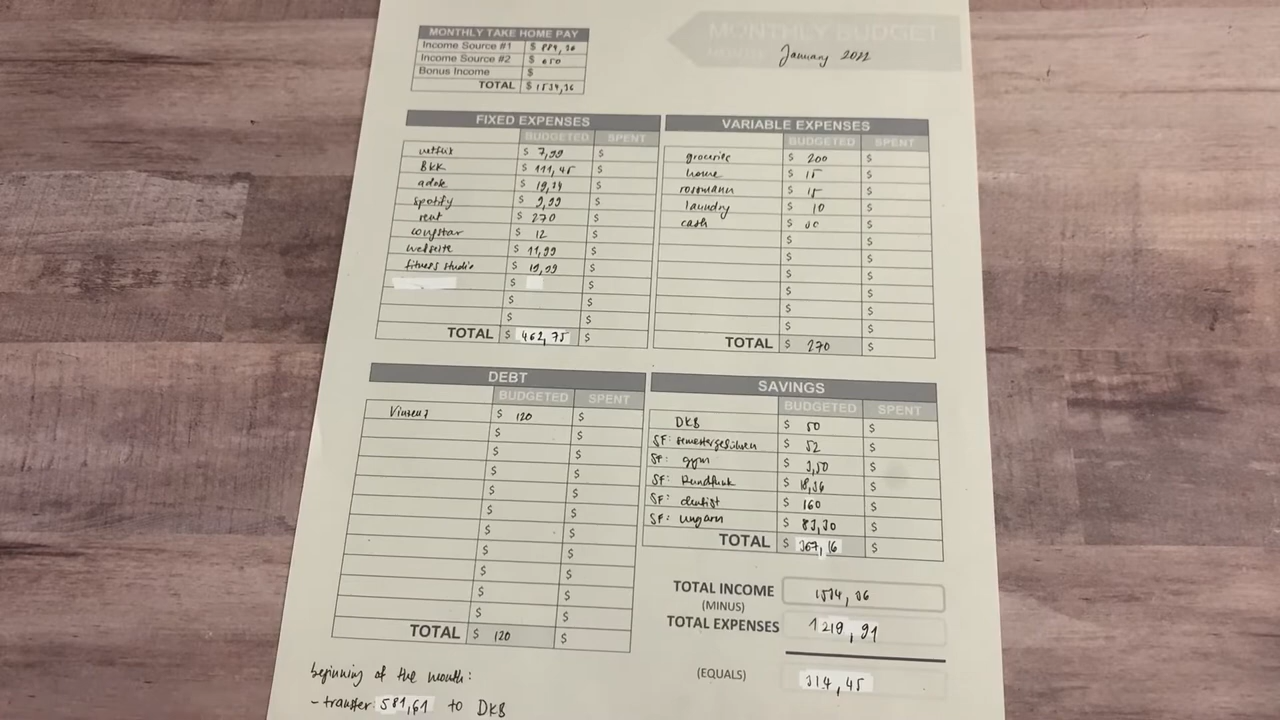 MONTHLY BUDGET
MONTH: January 2022
MONTHLY TAKE HOME PAY
Income Source #1 $ 884,36
Income Source #2 $ 650
Bonus Income $
TOTAL $ 1534,36
FIXED EXPENSES
BUDGETED SPENT
netflix $ 7,99 $
BKK $ 111,45 $
$ 19,34 $
spotify $ 9,99 $
rent $ 270 $
congstar $ 12 $
website $ 11,99 $
fitness studio $ 19,99 $
$ $
$ $
$ $
TOTAL $ 462,75 $
VARIABLE EXPENSES
BUDGETED SPENT
groceries $ 200 $
home $ 15 $
rossmann $ 15 $
laundry $ 10 $
cash $ 30 $
$ $
$ $
$ $
$ $
$ $
$ $
TOTAL $ 270 $
DEBT
BUDGETED SPENT
Vincent $ 120 $
$ $
$ $
$ $
$ $
$ $
$ $
$ $
$ $
$ $
$ $
TOTAL $ 120 $
SAVINGS
BUDGETED SPENT
DKB $ 50 $
SF: semestergebühren $ 52 $
SF: gym $ 3,50 $
SF: Rundfunk $ 18,36 $
SF: dentist $ 160 $
SF: ungarn $ 83,30 $
TOTAL $ 367,16 $
TOTAL INCOME 1534,36
(MINUS)
TOTAL EXPENSES 1219,91
(EQUALS) 314,45
beginning of the month:
- transfer 581,61 to DKB